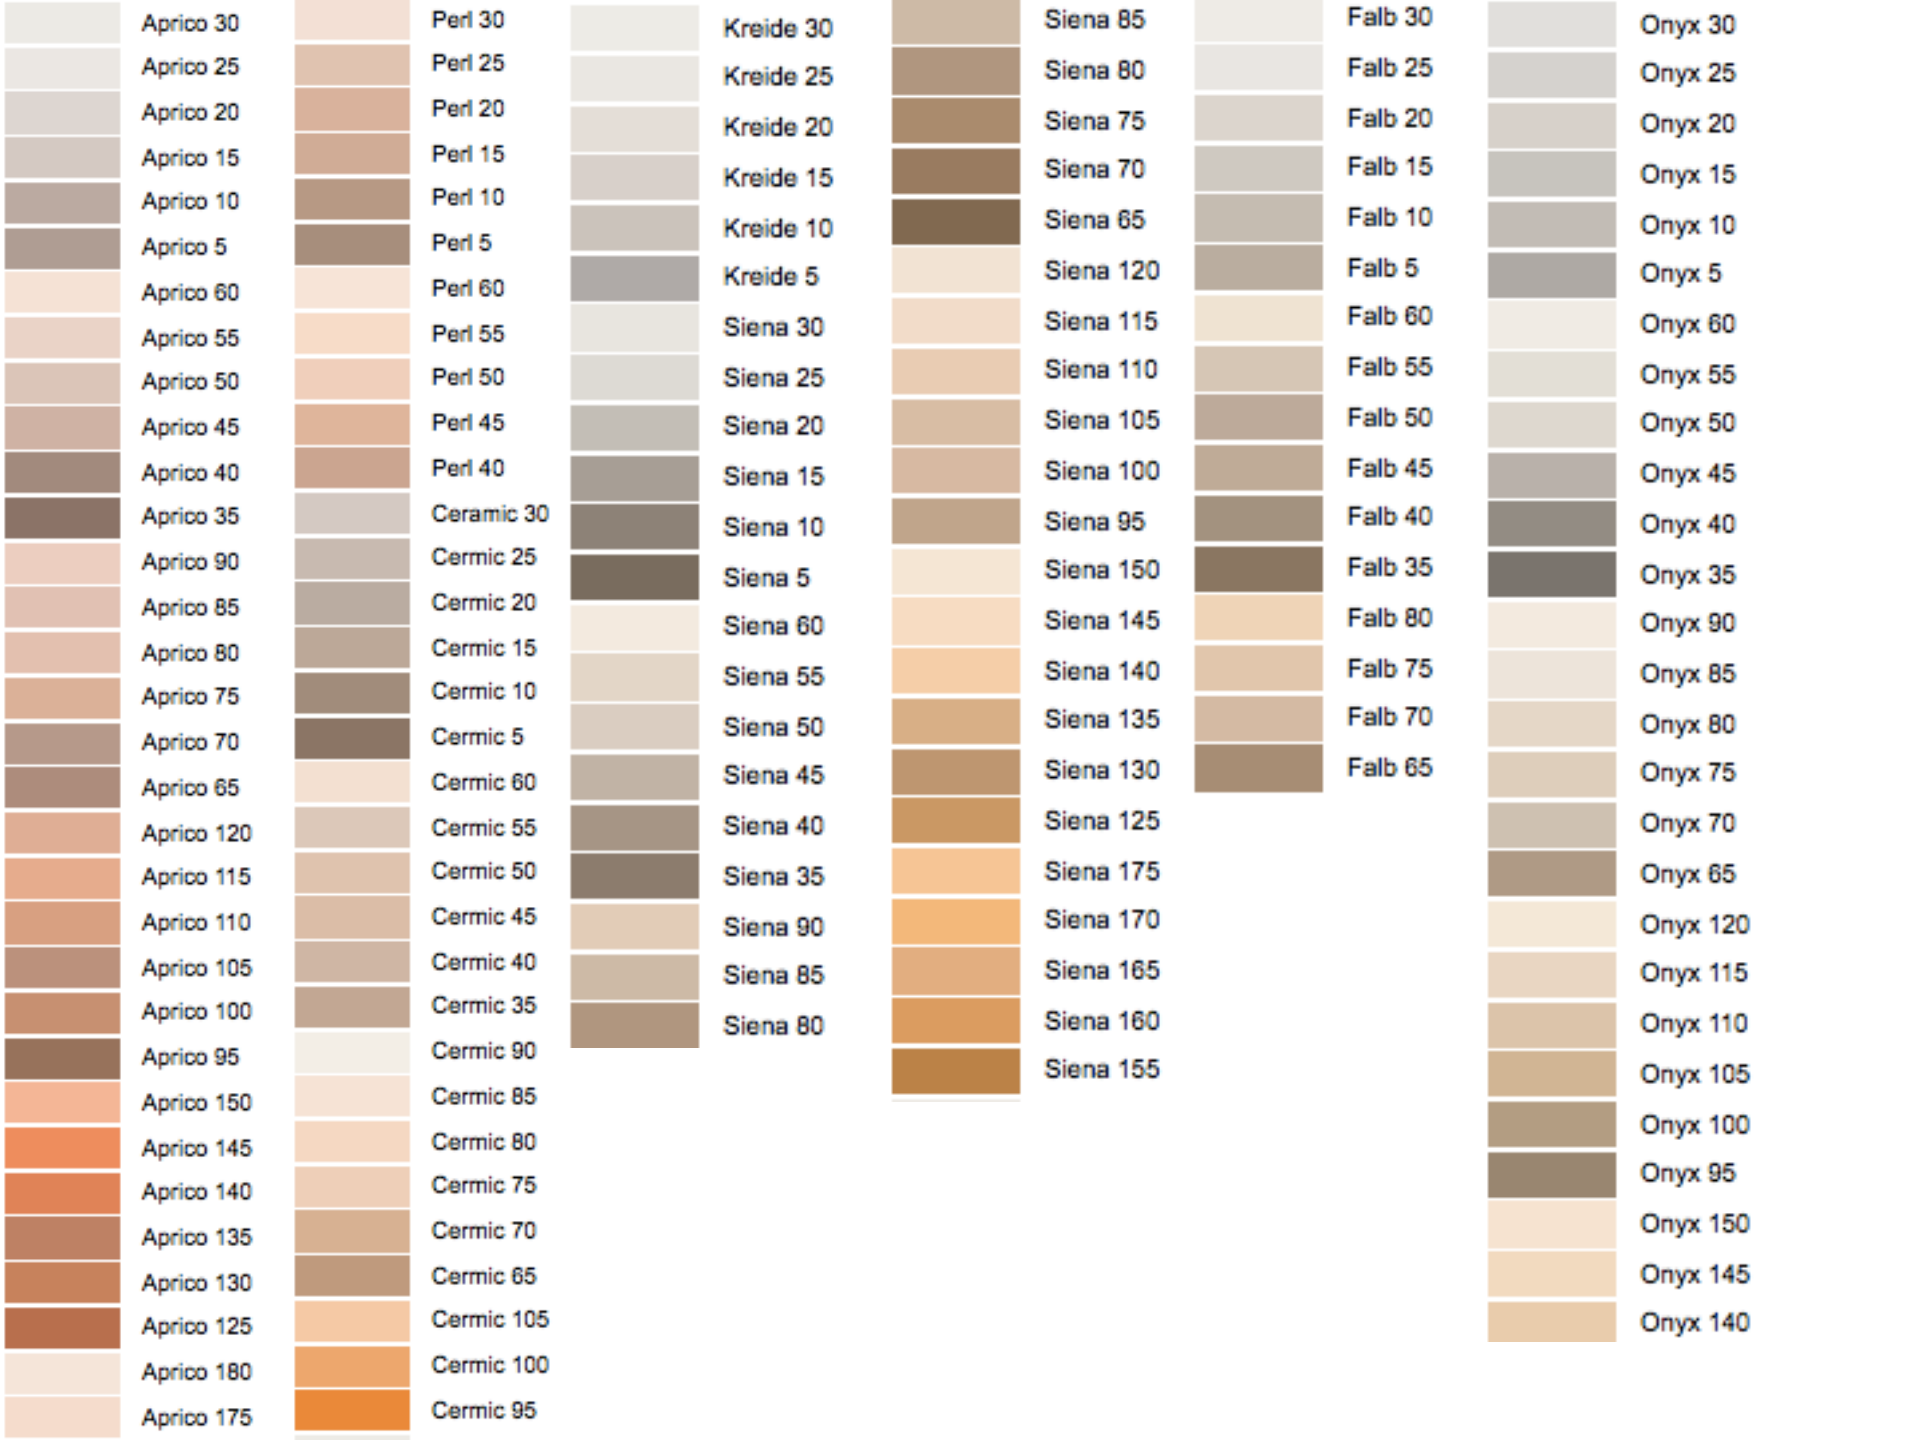 Aprico 30
Aprico 25
Aprico 20
Aprico 15
Aprico 10
Aprico 5
Aprico 60
Aprico 55
Aprico 50
Aprico 45
Aprico 40
Aprico 35
Aprico 90
Aprico 85
Aprico 80
Aprico 75
Aprico 70
Aprico 65
Aprico 120
Aprico 115
Aprico 110
Aprico 105
Aprico 100
Aprico 95
Aprico 150
Aprico 145
Aprico 140
Aprico 135
Aprico 130
Aprico 125
Aprico 180
Aprico 175
Perl 30
Perl 25
Perl 20
Perl 15
Perl 10
Perl 5
Perl 60
Perl 55
Perl 50
Perl 45
Perl 40
Ceramic 30
Cermic 25
Cermic 20
Cermic 15
Cermic 10
Cermic 5
Cermic 60
Cermic 55
Cermic 50
Cermic 45
Cermic 40
Cermic 35
Cermic 90
Cermic 85
Cermic 80
Cermic 75
Cermic 70
Cermic 65
Cermic 105
Cermic 100
Cermic 95
Kreide 30
Kreide 25
Kreide 20
Kreide 15
Kreide 10
Kreide 5
Siena 30
Siena 25
Siena 20
Siena 15
Siena 10
Siena 5
Siena 60
Siena 55
Siena 50
Siena 45
Siena 40
Siena 35
Siena 90
Siena 85
Siena 80
Siena 85
Siena 80
Siena 75
Siena 70
Siena 65
Siena 120
Siena 115
Siena 110
Siena 105
Siena 100
Siena 95
Siena 150
Siena 145
Siena 140
Siena 135
Siena 130
Siena 125
Siena 175
Siena 170
Siena 165
Siena 160
Siena 155
Falb 30
Falb 25
Falb 20
Falb 15
Falb 10
Falb 5
Falb 60
Falb 55
Falb 50
Falb 45
Falb 40
Falb 35
Falb 80
Falb 75
Falb 70
Falb 65
Onyx 30
Onyx 25
Onyx 20
Onyx 15
Onyx 10
Onyx 5
Onyx 60
Onyx 55
Onyx 50
Onyx 45
Onyx 40
Onyx 35
Onyx 90
Onyx 85
Onyx 80
Onyx 75
Onyx 70
Onyx 65
Onyx 120
Onyx 115
Onyx 110
Onyx 105
Onyx 100
Onyx 95
Onyx 150
Onyx 145
Onyx 140